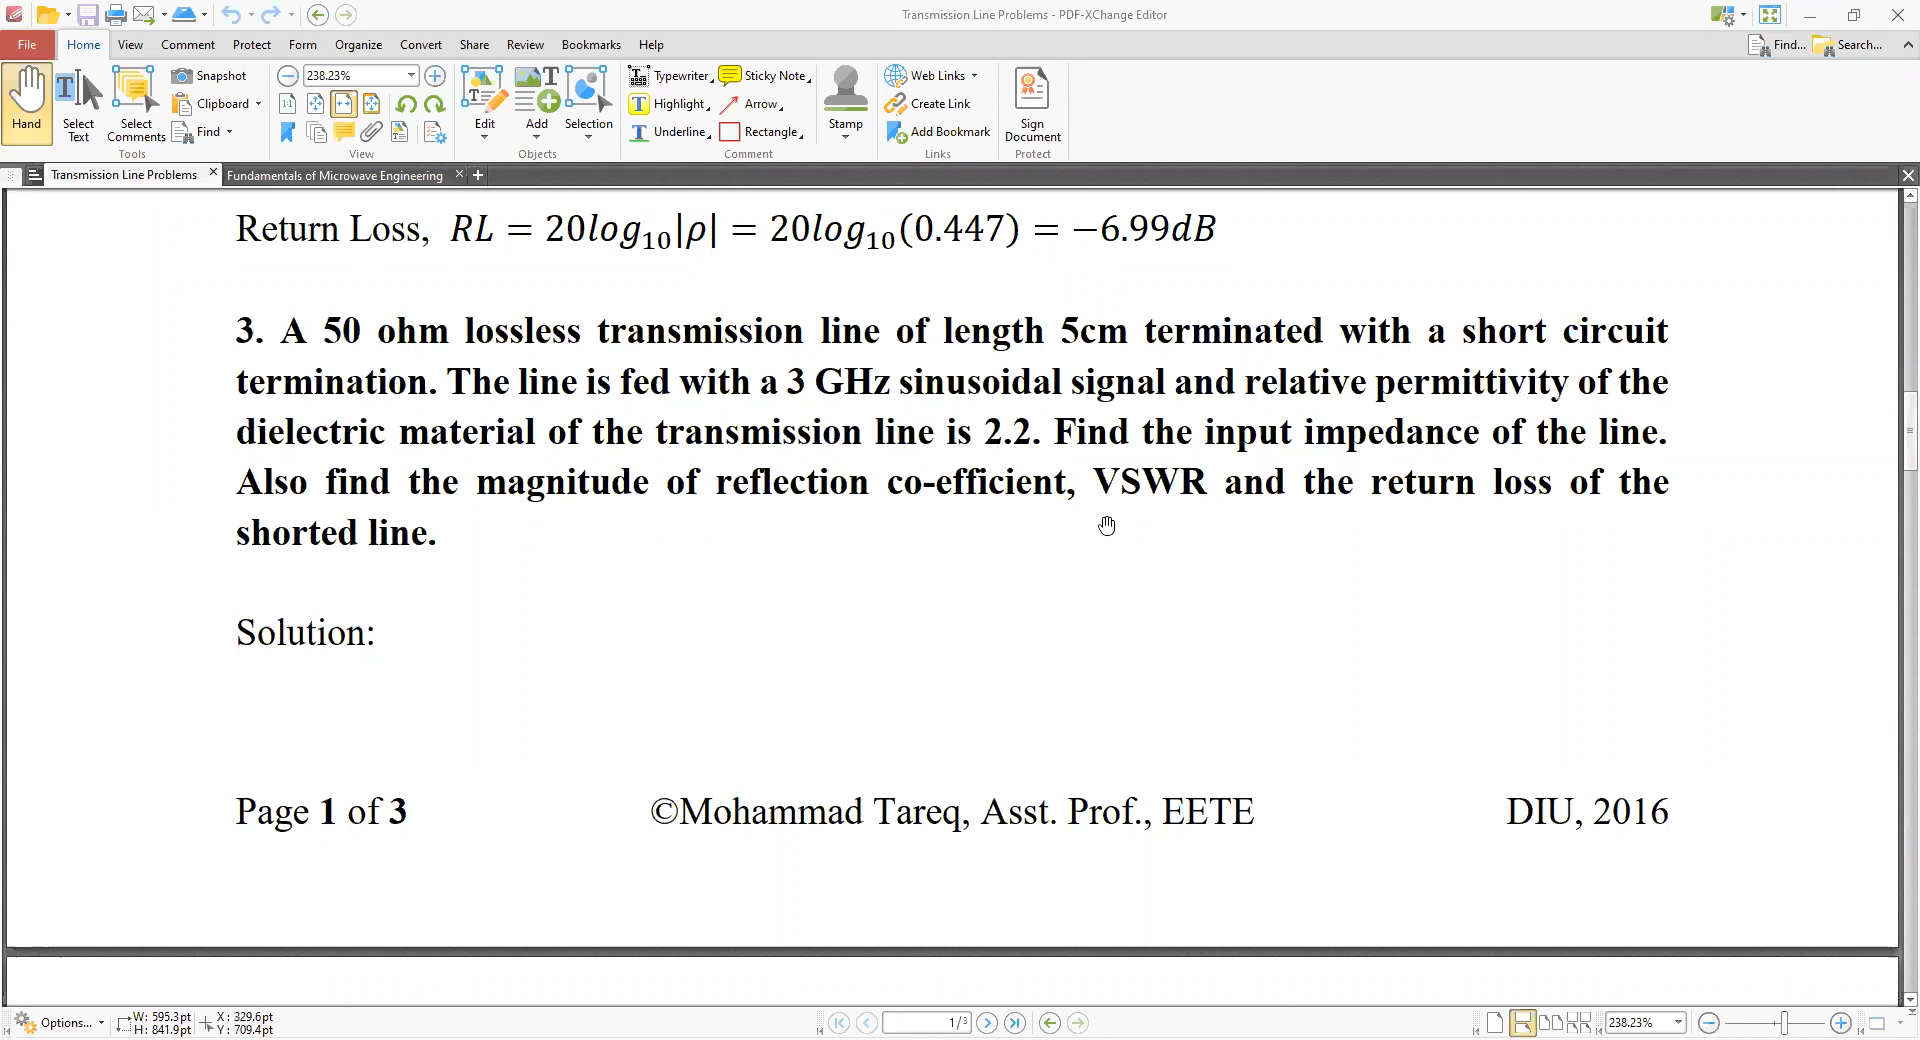 Transmission Line Problems - PDF-XChange Editor
File Home View Comment Protect Form Organize Convert Share Review Bookmarks Help Find... Search...
Hand
Select Text
Select Comments
Snapshot
Clipboard
Find
Tools
238.23%
View
Edit
Add
Selection
Objects
Typewriter Sticky Note
Highlight Arrow
Underline Rectangle
Stamp
Comment
Web Links
Create Link
Add Bookmark
Links
Sign Document
Protect
Transmission Line Problems Fundamentals of Microwave Engineering
Return Loss, RL = 20log₁₀|ρ| = 20log₁₀(0.447) = −6.99dB
3. A 50 ohm lossless transmission line of length 5cm terminated with a short circuit
termination. The line is fed with a 3 GHz sinusoidal signal and relative permittivity of the
dielectric material of the transmission line is 2.2. Find the input impedance of the line.
Also find the magnitude of reflection co-efficient, VSWR and the return loss of the
shorted line.
Solution:
Page 1 of 3 ©Mohammad Tareq, Asst. Prof., EETE DIU, 2016
Options... W: 595.3pt X: 329.6pt
H: 841.9pt Y: 709.4pt
1/3
238.23%